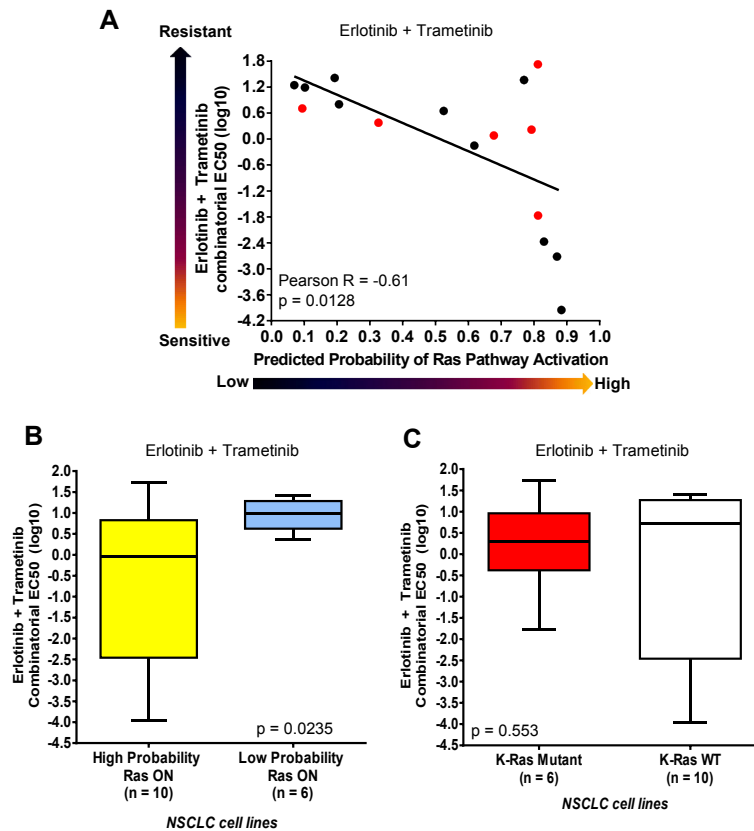 A
Erlotinib + Trametinib
Resistant
Erlotinib + Trametinib
combinatorial EC50 (log10)
1.8
1.2
0.6
0.0
-0.6
-1.2
-1.8
-2.4
-3.0
-3.6
-4.2
Sensitive
Pearson R = -0.61
p = 0.0128
0.0 0.1 0.2 0.3 0.4 0.5 0.6 0.7 0.8 0.9 1.0
Predicted Probability of Ras Pathway Activation
Low
High
B
Erlotinib + Trametinib
Erlotinib + Trametinib
Combinatorial EC50 (log10)
2.0
1.5
1.0
0.5
0.0
-0.5
-1.0
-1.5
-2.0
-2.5
-3.0
-3.5
-4.0
-4.5
p = 0.0235
High Probability
Ras ON
(n = 10)
Low Probability
Ras ON
(n = 6)
NSCLC cell lines
C
Erlotinib + Trametinib
Erlotinib + Trametinib
Combinatorial EC50 (log10)
2.0
1.5
1.0
0.5
0.0
-0.5
-1.0
-1.5
-2.0
-2.5
-3.0
-3.5
-4.0
-4.5
p = 0.553
K-Ras Mutant
(n = 6)
K-Ras WT
(n = 10)
NSCLC cell lines